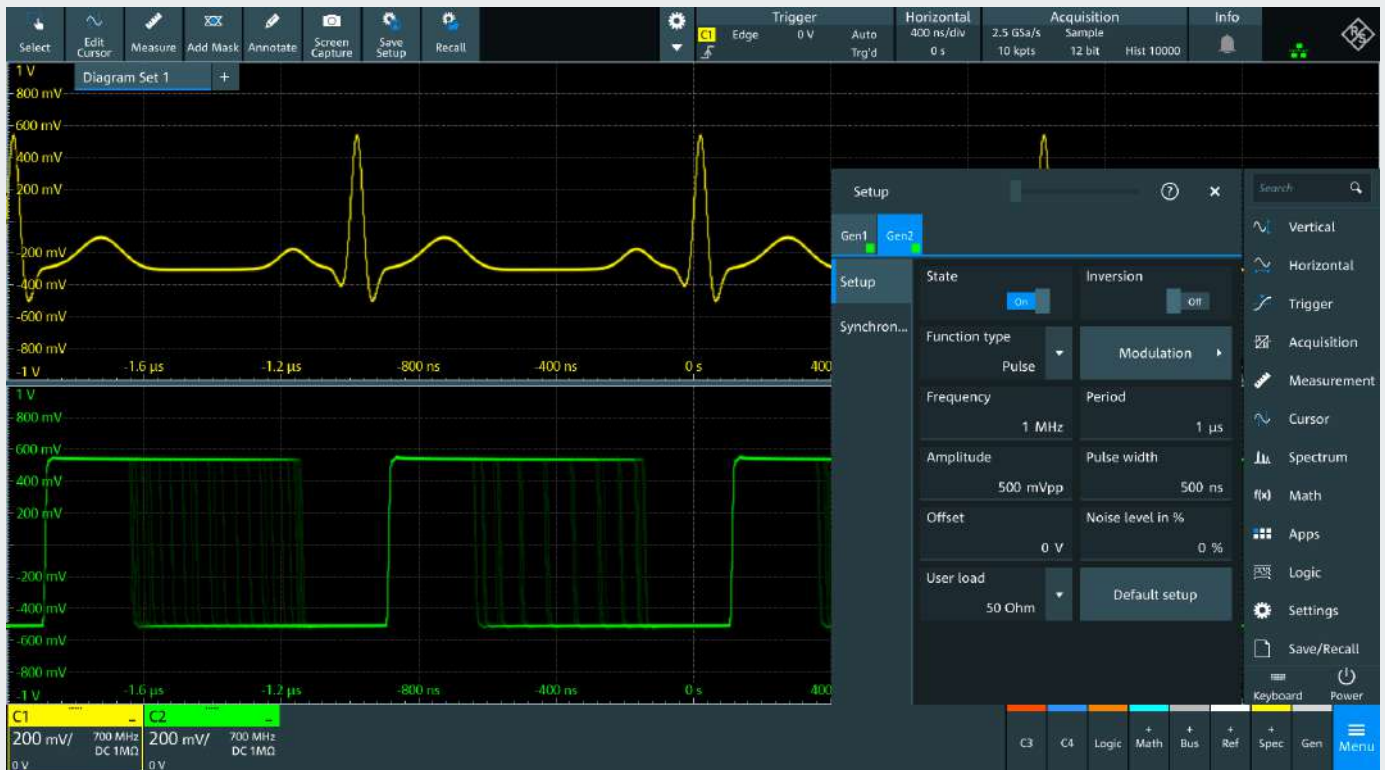 Select
Edit Cursor
Measure
Add Mask
Annotate
Screen Capture
Save Setup
Recall
Trigger
C1 Edge 0 V Auto
Trg'd
Horizontal
400 ns/div
0 s
Acquisition
2.5 GSa/s Sample
10 kpts 12 bit Hist 10000
Info
R&S
Diagram Set 1 +
1 V
800 mV
600 mV
400 mV
200 mV
-200 mV
-400 mV
-600 mV
-800 mV
-1 V
-1.6 µs -1.2 µs -800 ns -400 ns 0 s 400
1 V
800 mV
600 mV
400 mV
200 mV
-200 mV
-400 mV
-600 mV
-800 mV
-1 V
-1.6 µs -1.2 µs -800 ns -400 ns 0 s 400
Setup
Gen1 Gen2
Setup
Synchron...
State
On
Inversion
Off
Function type
Pulse
Modulation
Frequency
1 MHz
Period
1 µs
Amplitude
500 mVpp
Pulse width
500 ns
Offset
0 V
Noise level in %
0 %
User load
50 Ohm
Default setup
Search
Vertical
Horizontal
Trigger
Acquisition
Measurement
Cursor
Spectrum
f(x) Math
Apps
Logic
Settings
Save/Recall
Keyboard Power
C1
200 mV/ 700 MHz
DC 1MΩ
0 V
C2
200 mV/ 700 MHz
DC 1MΩ
0 V
C3
C4
Logic
+ Math
+ Bus
+ Ref
+ Spec
Gen
Menu